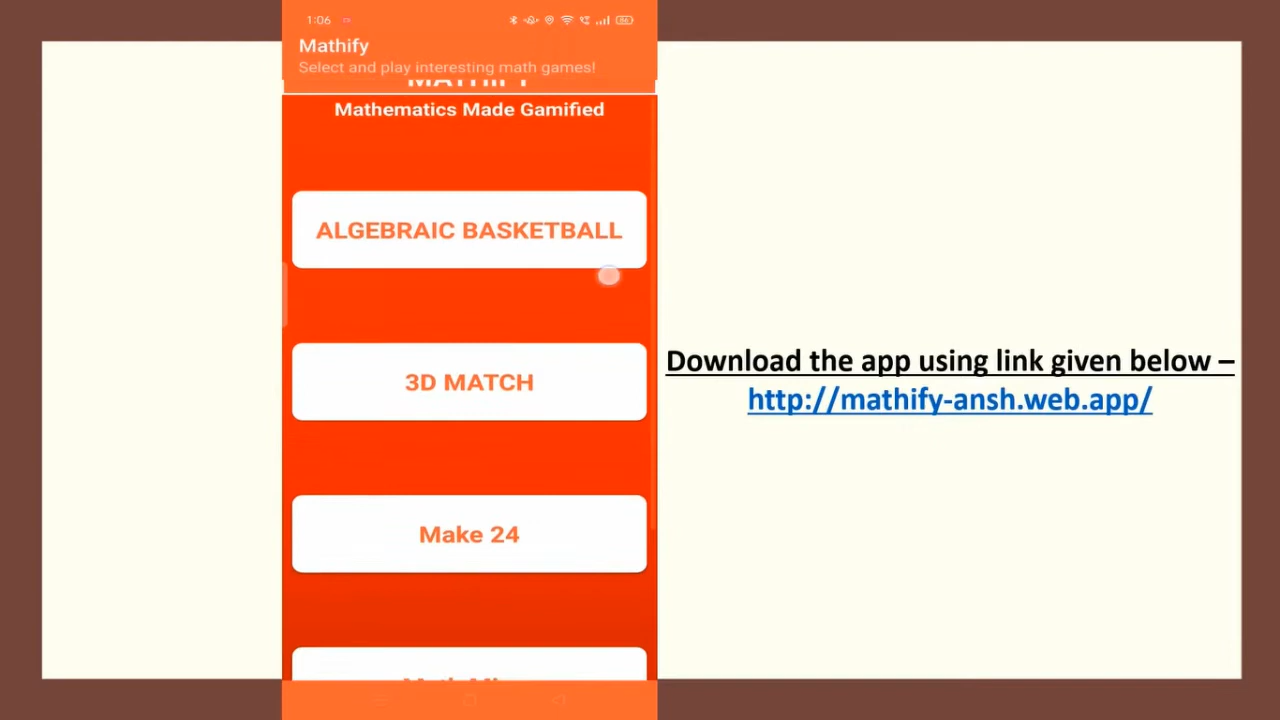 1:06
Mathify
Select and play interesting math games!
MATHIFY
Mathematics Made Gamified
ALGEBRAIC BASKETBALL
3D MATCH
Make 24
Download the app using link given below –
http://mathify-ansh.web.app/